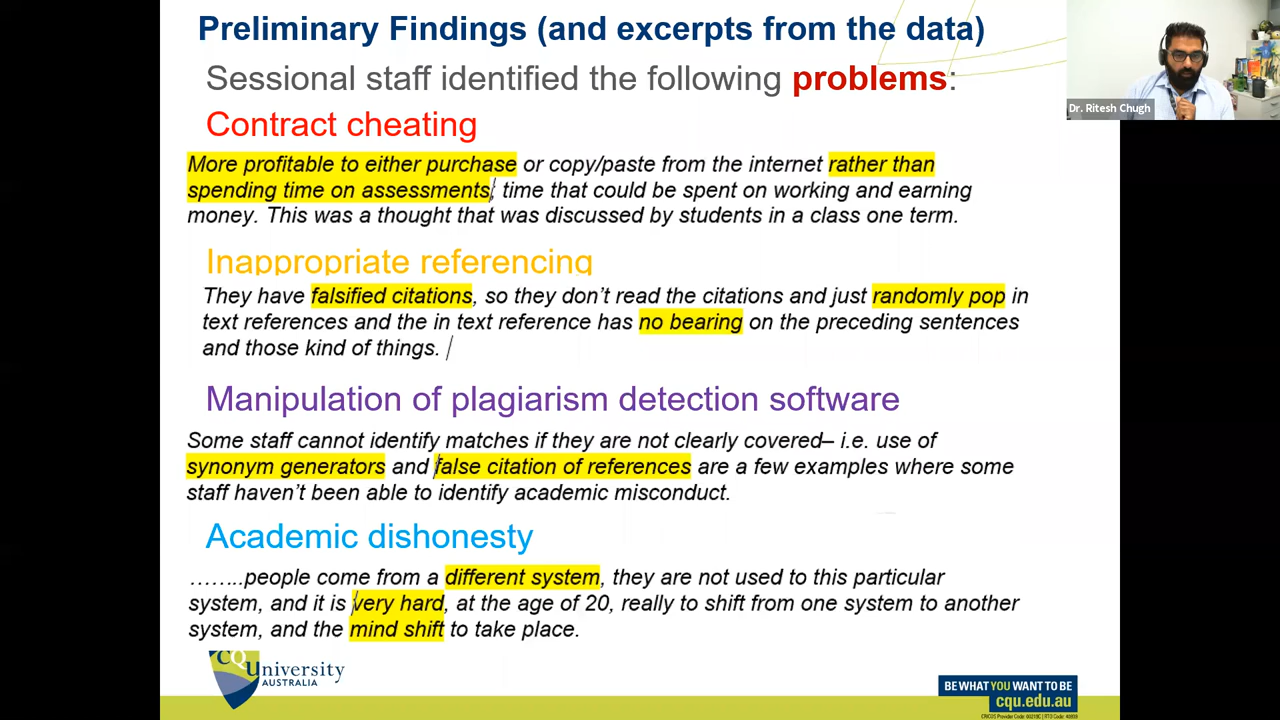 Preliminary Findings (and excerpts from the data)
Sessional staff identified the following problems:
Contract cheating
More profitable to either purchase or copy/paste from the internet rather than
spending time on assessments, time that could be spent on working and earning
money. This was a thought that was discussed by students in a class one term.
Inappropriate referencing
They have falsified citations, so they don't read the citations and just randomly pop in
text references and the in text reference has no bearing on the preceding sentences
and those kind of things.
Manipulation of plagiarism detection software
Some staff cannot identify matches if they are not clearly covered– i.e. use of
synonym generators and false citation of references are a few examples where some
staff haven't been able to identify academic misconduct.
Academic dishonesty
……..people come from a different system, they are not used to this particular
system, and it is very hard, at the age of 20, really to shift from one system to another
system, and the mind shift to take place.
CQUniversity
AUSTRALIA
BE WHAT YOU WANT TO BE
cqu.edu.au
Dr. Ritesh Chugh